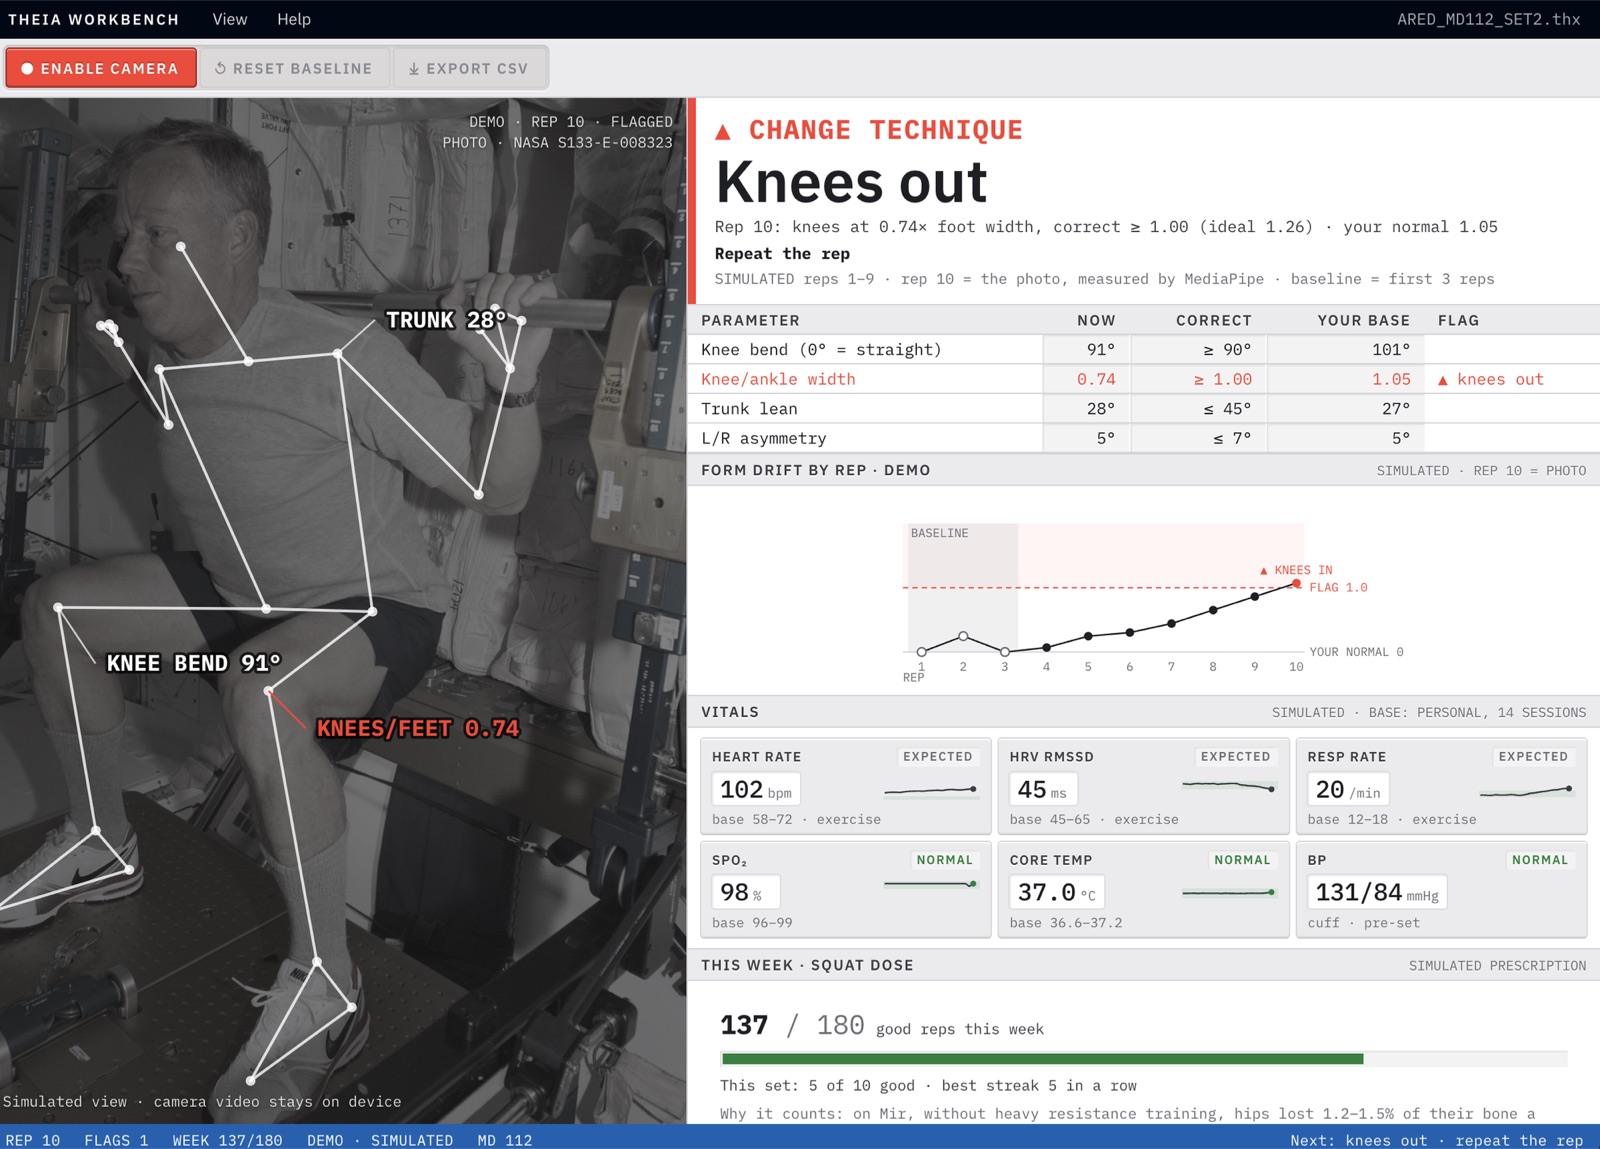 THEIA WORKBENCH View Help ARED_MD112_SET2.thx
ENABLE CAMERA RESET BASELINE EXPORT CSV
DEMO · REP 10 · FLAGGED
PHOTO · NASA S133-E-008323
1371
TRUNK 28°
KNEE BEND 91°
KNEES/FEET 0.74
Simulated view · camera video stays on device
▲ CHANGE TECHNIQUE
Knees out
Rep 10: knees at 0.74× foot width, correct ≥ 1.00 (ideal 1.26) · your normal 1.05
Repeat the rep
SIMULATED reps 1–9 · rep 10 = the photo, measured by MediaPipe · baseline = first 3 reps
PARAMETER NOW CORRECT YOUR BASE FLAG
Knee bend (0° = straight) 91° ≥ 90° 101°
Knee/ankle width 0.74 ≥ 1.00 1.05 ▲ knees out
Trunk lean 28° ≤ 45° 27°
L/R asymmetry 5° ≤ 7° 5°
FORM DRIFT BY REP · DEMO SIMULATED · REP 10 = PHOTO
BASELINE
▲ KNEES IN
FLAG 1.0
YOUR NORMAL 0
1 2 3 4 5 6 7 8 9 10
REP
VITALS SIMULATED · BASE: PERSONAL, 14 SESSIONS
HEART RATE EXPECTED
102 bpm
base 58–72 · exercise
HRV RMSSD EXPECTED
45 ms
base 45–65 · exercise
RESP RATE EXPECTED
20 /min
base 12–18 · exercise
SPO₂ NORMAL
98 %
base 96–99
CORE TEMP NORMAL
37.0 °C
base 36.6–37.2
BP NORMAL
131/84 mmHg
cuff · pre-set
THIS WEEK · SQUAT DOSE SIMULATED PRESCRIPTION
137 / 180 good reps this week
This set: 5 of 10 good · best streak 5 in a row
Why it counts: on Mir, without heavy resistance training, hips lost 1.2–1.5% of their bone a
REP 10 FLAGS 1 WEEK 137/180 DEMO · SIMULATED MD 112 Next: knees out · repeat the rep